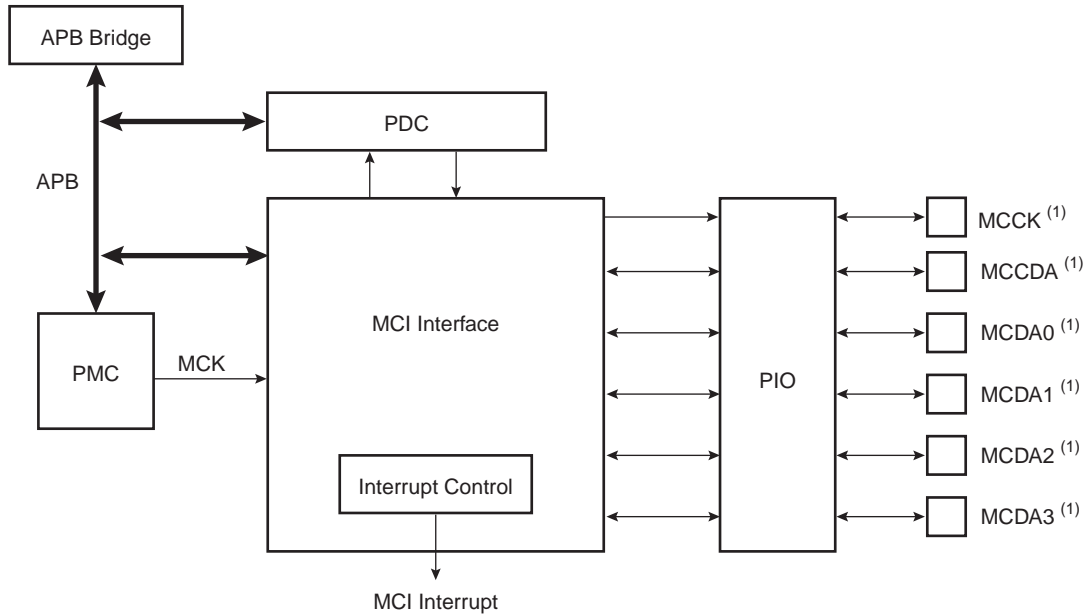 APB Bridge
PDC
APB
MCCK (1)
MCCDA (1)
MCI Interface
MCDA0 (1)
PMC
MCK
PIO
MCDA1 (1)
MCDA2 (1)
Interrupt Control
MCDA3 (1)
MCI Interrupt